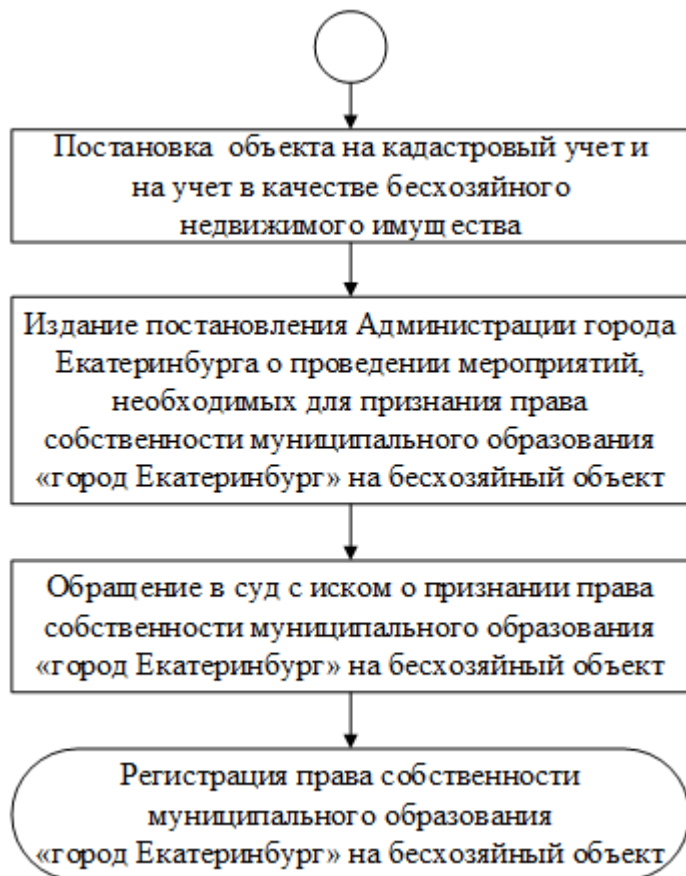 Постановка объекта на кадастровый учет и
на учет в качестве бесхозяйного
недвижимого имущества
Издание постановления Администрации города
Екатеринбурга о проведении мероприятий,
необходимых для признания права
собственности муниципального образования
«город Екатеринбург» на бесхозяйный объект
Обращение в суд с иском о признании права
собственности муниципального образования
«город Екатеринбург» на бесхозяйный объект
Регистрация права собственности
муниципального образования
«город Екатеринбург» на бесхозяйный объект